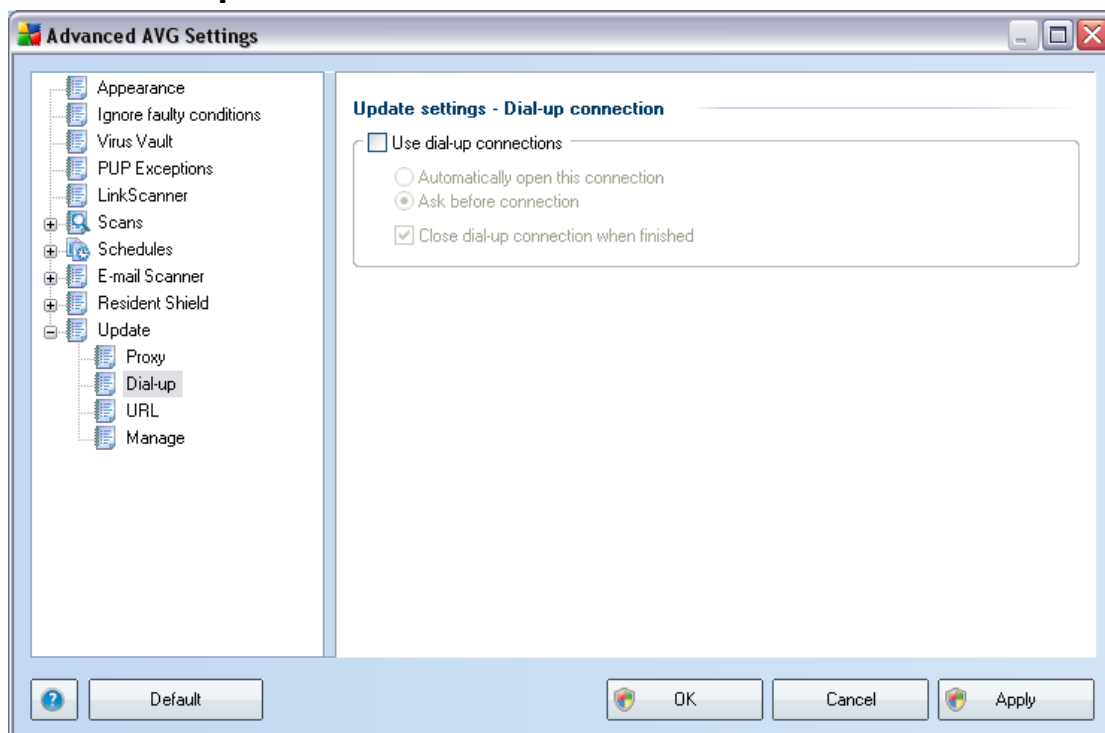 Advanced AVG Settings
Appearance
Ignore faulty conditions
Virus Vault
PUP Exceptions
LinkScanner
Scans
Schedules
E-mail Scanner
Resident Shield
Update
Proxy
Dial-up
URL
Manage
Update settings - Dial-up connection
Use dial-up connections
Automatically open this connection
Ask before connection
Close dial-up connection when finished
Default
OK
Cancel
Apply